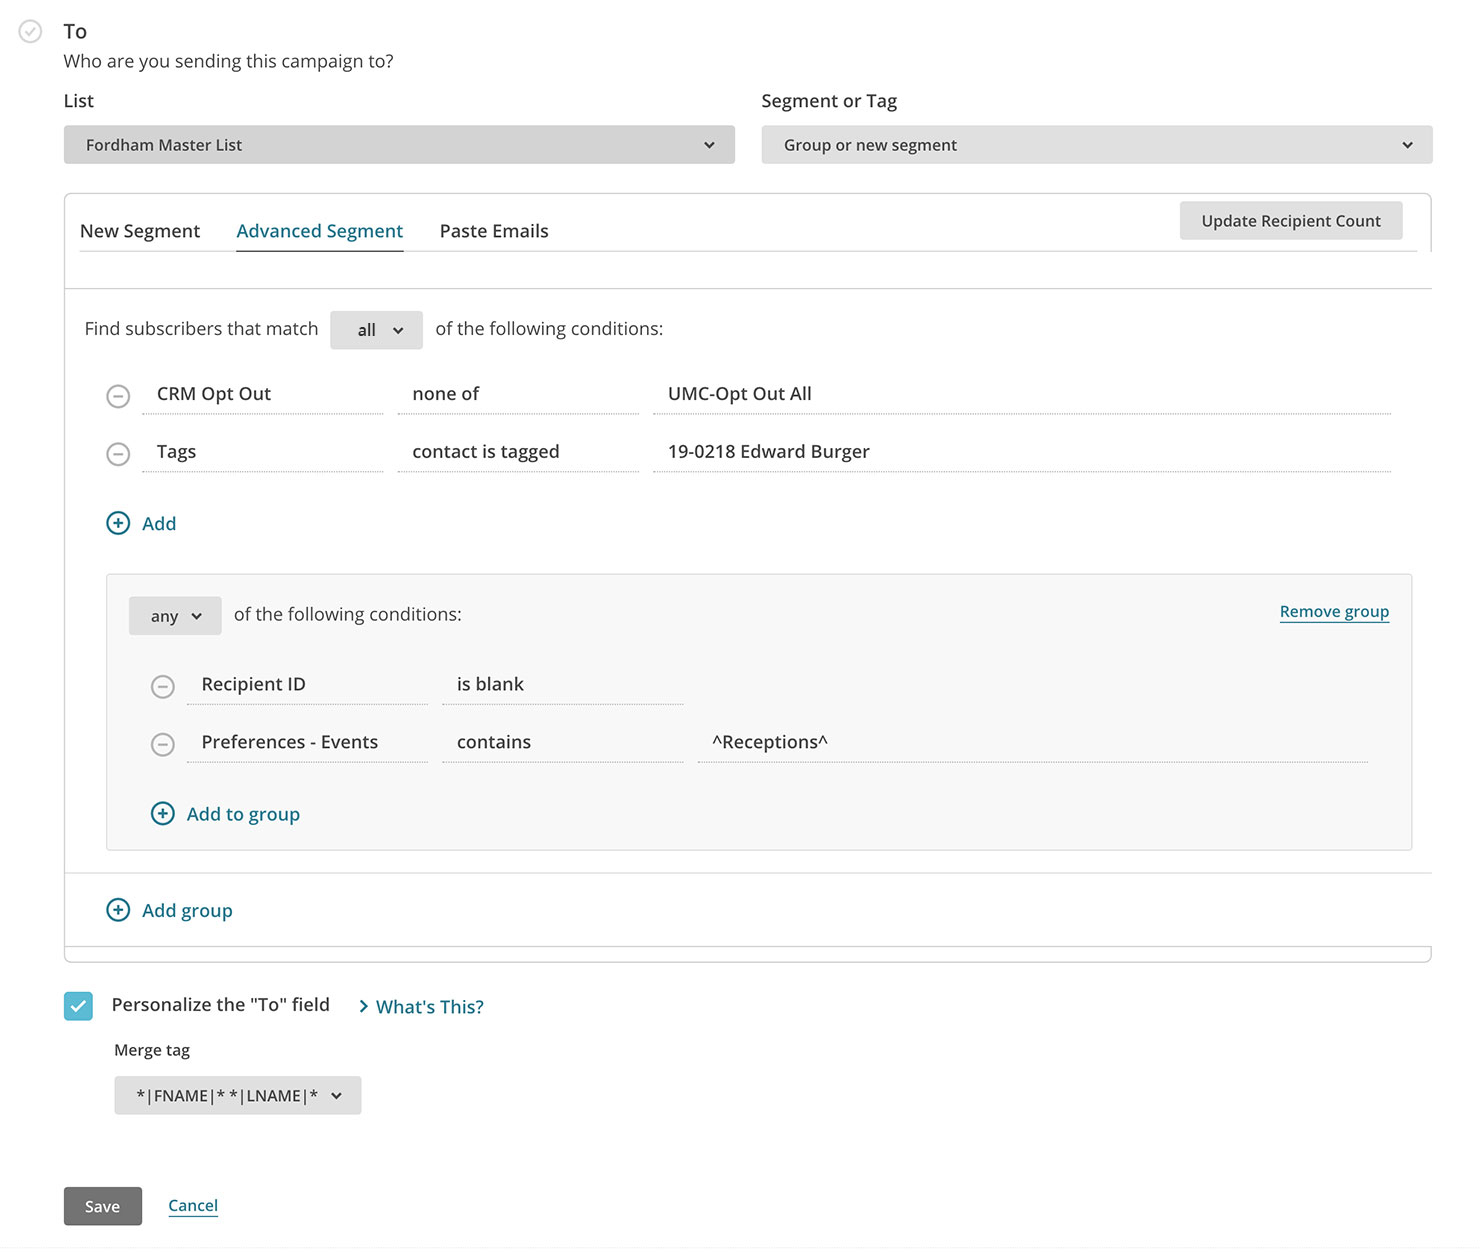 To
Who are you sending this campaign to?
List
Segment or Tag
Fordham Master List
Group or new segment
New Segment
Advanced Segment
Paste Emails
Update Recipient Count
Find subscribers that match all of the following conditions:
CRM Opt Out none of UMC-Opt Out All
Tags contact is tagged 19-0218 Edward Burger
Add
any of the following conditions:
Remove group
Recipient ID is blank
Preferences - Events contains ^Receptions^
Add to group
Add group
Personalize the "To" field
What's This?
Merge tag
*|FNAME|* *|LNAME|*
Save
Cancel